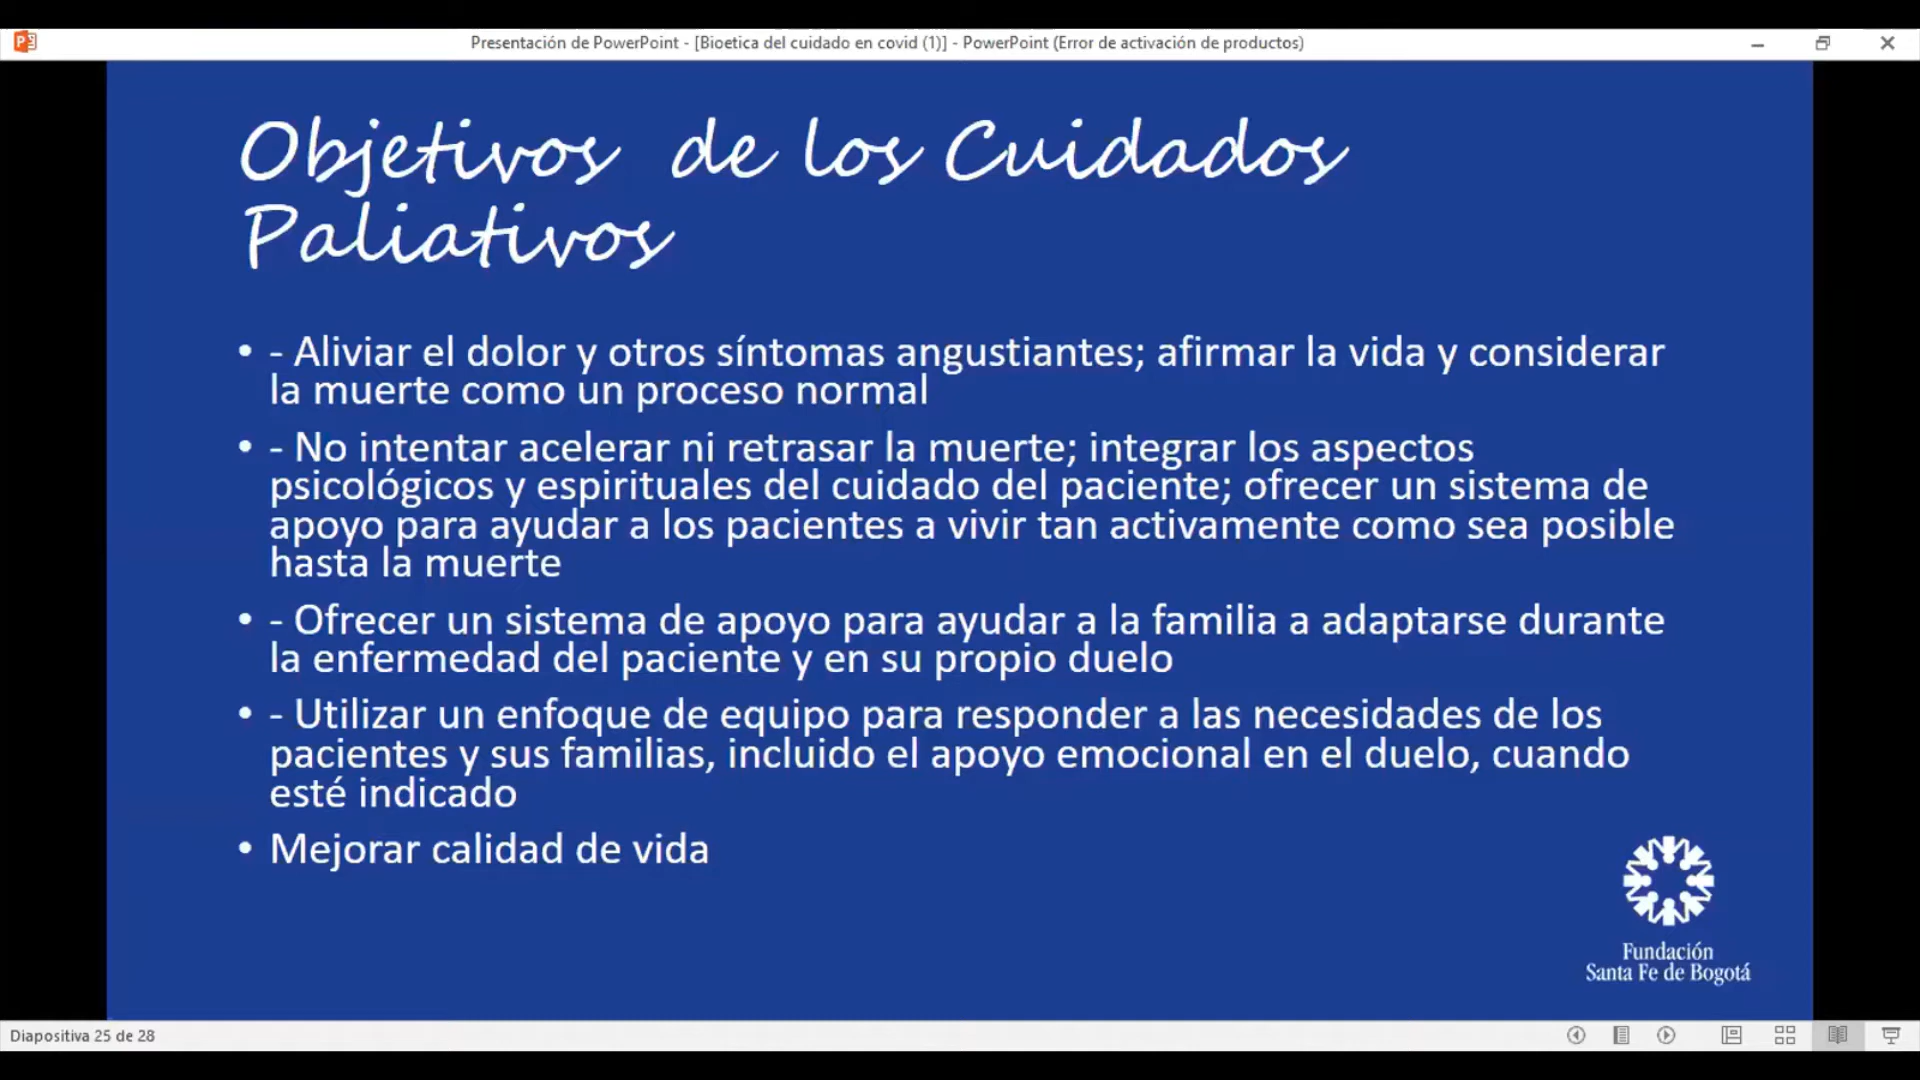 Presentación de PowerPoint - [Bioetica del cuidado en covid (1)] - PowerPoint (Error de activación de productos)
Objetivos de los Cuidados
Paliativos
• - Aliviar el dolor y otros síntomas angustiantes; afirmar la vida y considerar
la muerte como un proceso normal
• - No intentar acelerar ni retrasar la muerte; integrar los aspectos
psicológicos y espirituales del cuidado del paciente; ofrecer un sistema de
apoyo para ayudar a los pacientes a vivir tan activamente como sea posible
hasta la muerte
• - Ofrecer un sistema de apoyo para ayudar a la familia a adaptarse durante
la enfermedad del paciente y en su propio duelo
• - Utilizar un enfoque de equipo para responder a las necesidades de los
pacientes y sus familias, incluido el apoyo emocional en el duelo, cuando
esté indicado
• Mejorar calidad de vida
Fundación
Santa Fe de Bogotá
Diapositiva 25 de 28